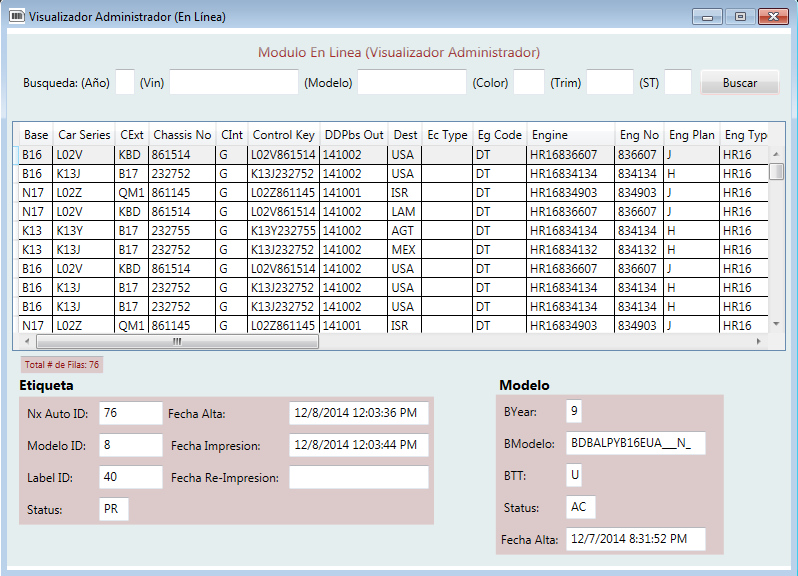 Visualizador Administrador (En Línea)
Modulo En Linea (Visualizador Administrador)
Busqueda: (Año) (Vin) (Modelo) (Color) (Trim) (ST) Buscar
Base Car Series CExt Chassis No CInt Control Key DDPbs Out Dest Ec Type Eg Code Engine Eng No Eng Plan Eng Typ
B16 L02V KBD 861514 G L02V861514 141002 USA DT HR16836607 836607 J HR16
B16 K13J B17 232752 G K13J232752 141002 USA DT HR16834134 834134 H HR16
N17 L02Z QM1 861145 G L02Z861145 141001 ISR DT HR16834903 834903 J HR16
N17 L02V KBD 861514 G L02V861514 141002 LAM DT HR16836607 836607 J HR16
K13 K13Y B17 232755 G K13Y232755 141002 AGT DT HR16834134 834134 H HR16
K13 K13J B17 232752 G K13J232752 141002 MEX DT HR16834132 834132 H HR16
B16 L02V KBD 861514 G L02V861514 141002 USA DT HR16836607 836607 J HR16
B16 K13J B17 232752 G K13J232752 141002 USA DT HR16834134 834134 H HR16
B16 K13J B17 232752 G K13J232752 141002 USA DT HR16834134 834134 H HR16
N17 L02Z QM1 861145 G L02Z861145 141001 ISR DT HR16834903 834903 J HR16
Total # de Filas: 76
Etiqueta
Nx Auto ID: 76 Fecha Alta: 12/8/2014 12:03:36 PM
Modelo ID: 8 Fecha Impresion: 12/8/2014 12:03:44 PM
Label ID: 40 Fecha Re-Impresion:
Status: PR
Modelo
BYear: 9
BModelo: BDBALPYB16EUA___N_
BTT: U
Status: AC
Fecha Alta: 12/7/2014 8:31:52 PM